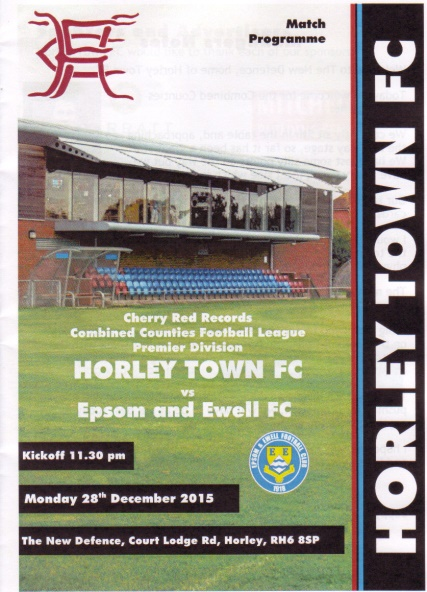 Match
Programme
Cherry Red Records
Combined Counties Football League
Premier Division
HORLEY TOWN FC
vs
Epsom and Ewell FC
Kickoff 11.30 pm
EPSOM & EWELL FOOTBALL CLUB
E E
1918
Monday 28th December 2015
The New Defence, Court Lodge Rd, Horley, RH6 8SP
HORLEY TOWN FC